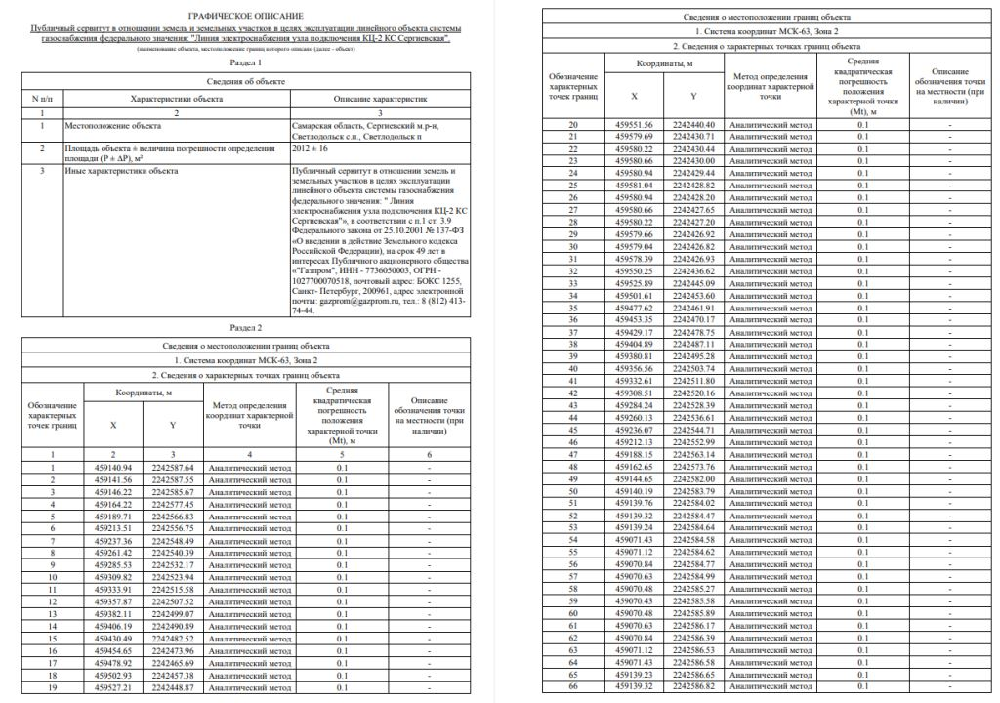 ГРАФИЧЕСКОЕ ОПИСАНИЕ
Публичный сервитут в отношении земель и земельных участков в целях эксплуатации линейного объекта системы
газоснабжения федерального значения: "Линия электроснабжения узла подключения КЦ-2 КС Сергиевская".
(наименование объекта, местоположение границ которого описано (далее - объект)
Раздел 1
Сведения об объекте
N п/п Характеристики объекта Описание характеристик
1 2 3
1 Местоположение объекта Самарская область, Сергиевский м.р-н,
Светлодольск с.п., Светлодольск п
2 Площадь объекта ± величина погрешности определения 2012 ± 16
площади (P ± ΔP), м²
3 Иные характеристики объекта Публичный сервитут в отношении земель и
земельных участков в целях эксплуатации
линейного объекта системы газоснабжения
федерального значения: " Линия
электроснабжения узла подключения КЦ-2 КС
Сергиевская"», в соответствии с п.1 ст. 3.9
Федерального закона от 25.10.2001 № 137-ФЗ
«О введении в действие Земельного кодекса
Российской Федерации), на срок 49 лет в
интересах Публичного акционерного общества
«"Газпром", ИНН - 7736050003, ОГРН -
1027700070518, почтовый адрес: БОКС 1255,
Санкт- Петербург, 200961, адрес электронной
почты: gazprom@gazprom.ru, тел.: 8 (812) 413-
74-44.
Раздел 2
Сведения о местоположении границ объекта
1. Система координат МСК-63, Зона 2
2. Сведения о характерных точках границ объекта
Обозначение характерных точек границ Координаты, м X Y Метод определения координат характерной точки Средняя квадратическая погрешность положения характерной точки (Mt), м Описание обозначения точки на местности (при наличии)
1 2 3 4 5 6
1 459140.94 2242587.64 Аналитический метод 0.1 -
2 459141.56 2242587.55 Аналитический метод 0.1 -
3 459146.22 2242585.67 Аналитический метод 0.1 -
4 459164.22 2242577.45 Аналитический метод 0.1 -
5 459189.71 2242566.83 Аналитический метод 0.1 -
6 459213.51 2242556.75 Аналитический метод 0.1 -
7 459237.36 2242548.49 Аналитический метод 0.1 -
8 459261.42 2242540.39 Аналитический метод 0.1 -
9 459285.53 2242532.17 Аналитический метод 0.1 -
10 459309.82 2242523.94 Аналитический метод 0.1 -
11 459333.91 2242515.58 Аналитический метод 0.1 -
12 459357.87 2242507.52 Аналитический метод 0.1 -
13 459382.11 2242499.07 Аналитический метод 0.1 -
14 459406.19 2242490.89 Аналитический метод 0.1 -
15 459430.49 2242482.52 Аналитический метод 0.1 -
16 459454.65 2242473.96 Аналитический метод 0.1 -
17 459478.92 2242465.69 Аналитический метод 0.1 -
18 459502.93 2242457.38 Аналитический метод 0.1 -
19 459527.21 2242448.87 Аналитический метод 0.1 -
Сведения о местоположении границ объекта
1. Система координат МСК-63, Зона 2
2. Сведения о характерных точках границ объекта
Обозначение характерных точек границ Координаты, м X Y Метод определения координат характерной точки Средняя квадратическая погрешность положения характерной точки (Mt), м Описание обозначения точки на местности (при наличии)
20 459551.56 2242440.40 Аналитический метод 0.1 -
21 459579.69 2242430.71 Аналитический метод 0.1 -
22 459580.22 2242430.44 Аналитический метод 0.1 -
23 459580.66 2242430.00 Аналитический метод 0.1 -
24 459580.94 2242429.44 Аналитический метод 0.1 -
25 459581.04 2242428.82 Аналитический метод 0.1 -
26 459580.94 2242428.20 Аналитический метод 0.1 -
27 459580.66 2242427.65 Аналитический метод 0.1 -
28 459580.22 2242427.20 Аналитический метод 0.1 -
29 459579.66 2242426.92 Аналитический метод 0.1 -
30 459579.04 2242426.82 Аналитический метод 0.1 -
31 459578.39 2242426.93 Аналитический метод 0.1 -
32 459550.25 2242436.62 Аналитический метод 0.1 -
33 459525.89 2242445.09 Аналитический метод 0.1 -
34 459501.61 2242453.60 Аналитический метод 0.1 -
35 459477.62 2242461.91 Аналитический метод 0.1 -
36 459453.35 2242470.17 Аналитический метод 0.1 -
37 459429.17 2242478.75 Аналитический метод 0.1 -
38 459404.89 2242487.11 Аналитический метод 0.1 -
39 459380.81 2242495.28 Аналитический метод 0.1 -
40 459356.56 2242503.74 Аналитический метод 0.1 -
41 459332.61 2242511.80 Аналитический метод 0.1 -
42 459308.51 2242520.16 Аналитический метод 0.1 -
43 459284.24 2242528.39 Аналитический метод 0.1 -
44 459260.13 2242536.61 Аналитический метод 0.1 -
45 459236.07 2242544.71 Аналитический метод 0.1 -
46 459212.13 2242552.99 Аналитический метод 0.1 -
47 459188.15 2242563.14 Аналитический метод 0.1 -
48 459162.65 2242573.76 Аналитический метод 0.1 -
49 459144.65 2242582.00 Аналитический метод 0.1 -
50 459140.19 2242583.79 Аналитический метод 0.1 -
51 459139.76 2242584.02 Аналитический метод 0.1 -
52 459139.32 2242584.47 Аналитический метод 0.1 -
53 459139.24 2242584.64 Аналитический метод 0.1 -
54 459071.43 2242584.58 Аналитический метод 0.1 -
55 459071.12 2242584.62 Аналитический метод 0.1 -
56 459070.84 2242584.77 Аналитический метод 0.1 -
57 459070.63 2242584.99 Аналитический метод 0.1 -
58 459070.48 2242585.27 Аналитический метод 0.1 -
59 459070.43 2242585.58 Аналитический метод 0.1 -
60 459070.48 2242585.89 Аналитический метод 0.1 -
61 459070.63 2242586.17 Аналитический метод 0.1 -
62 459070.84 2242586.39 Аналитический метод 0.1 -
63 459071.12 2242586.53 Аналитический метод 0.1 -
64 459071.43 2242586.58 Аналитический метод 0.1 -
65 459139.23 2242586.65 Аналитический метод 0.1 -
66 459139.32 2242586.82 Аналитический метод 0.1 -